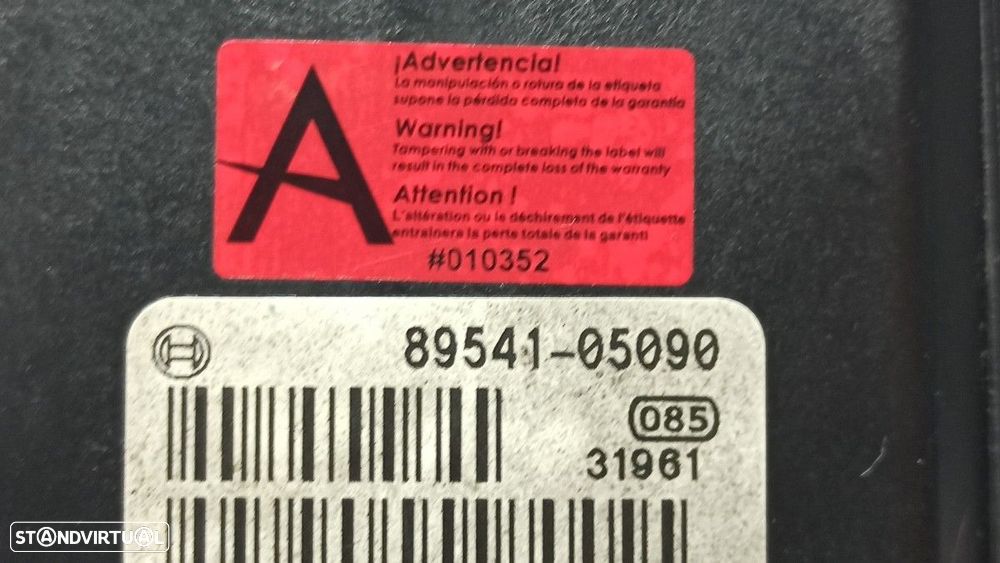 ¡Advertencia!
La manipulación o rotura de la etiqueta
supone la pérdida completa de la garantía
Warning!
Tampering with or breaking the label will
result in the complete loss of the warranty
Attention !
L'altération ou le déchirement de l'étiquette
entraînera la perte totale de la garanti
#010352
A
89541-05090
085
31961
STANDVIRTUAL